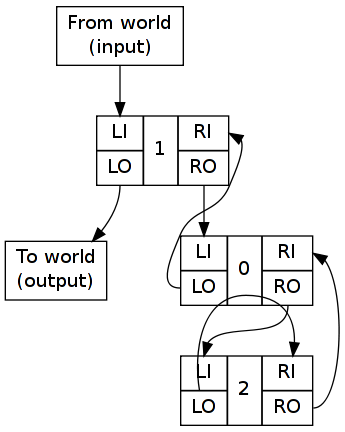 From world
(input)
LI 1 RI
LO RO
To world
(output)
LI 0 RI
LO RO
LI 2 RI
LO RO